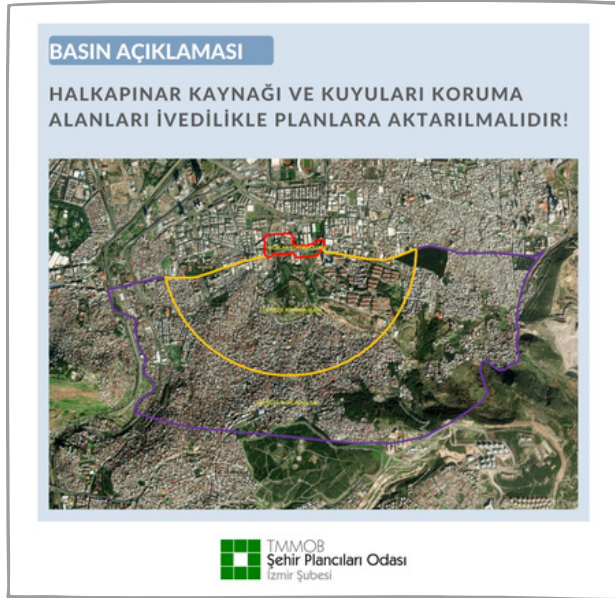 BASIN AÇIKLAMASI
HALKAPINAR KAYNAĞI VE KUYULARI KORUMA
ALANLARI İVEDİLİKLE PLANLARA AKTARILMALIDIR!
TMMOB
Şehir Plancıları Odası
İzmir Şubesi